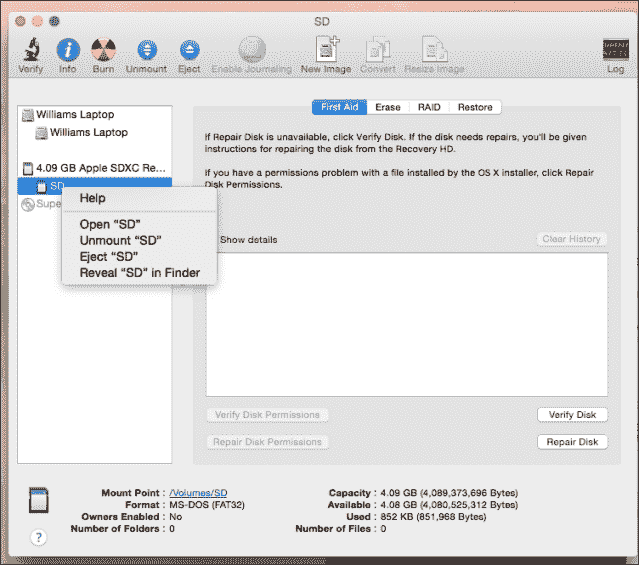 SD
Verify Info Burn Unmount Eject Enable Journaling New Image Convert Resize Image Log
Williams Laptop
Williams Laptop
4.09 GB Apple SDXC Re...
SD
Supe
Help
Open “SD”
Unmount “SD”
Eject “SD”
Reveal “SD” in Finder
First Aid Erase RAID Restore
If Repair Disk is unavailable, click Verify Disk. If the disk needs repairs, you'll be given
instructions for repairing the disk from the Recovery HD.
If you have a permissions problem with a file installed by the OS X installer, click Repair
Disk Permissions.
Show details
Clear History
Verify Disk Permissions
Verify Disk
Repair Disk Permissions
Repair Disk
Mount Point : /Volumes/SD
Format : MS-DOS (FAT32)
Owners Enabled : No
Number of Folders : 0
Capacity : 4.09 GB (4,089,373,696 Bytes)
Available : 4.08 GB (4,080,525,312 Bytes)
Used : 852 KB (851,968 Bytes)
Number of Files : 0
?